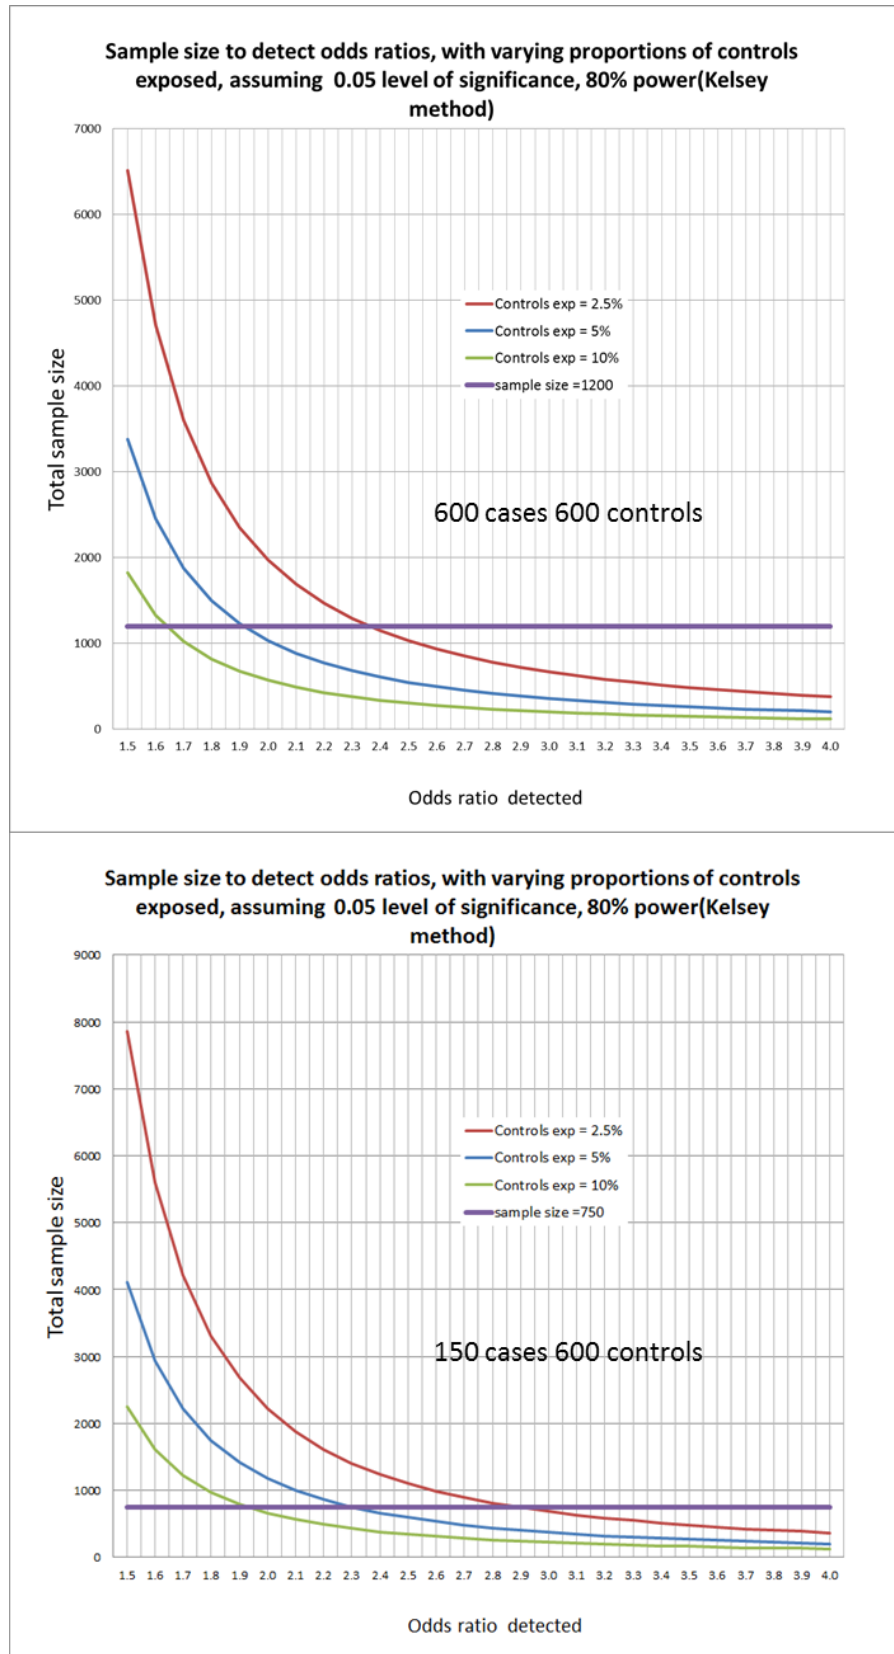 Sample size to detect odds ratios, with varying proportions of controls
exposed, assuming 0.05 level of significance, 80% power(Kelsey
method)
7000
6000
5000
4000
3000
2000
1000
0
Total sample size
Controls exp = 2.5%
Controls exp = 5%
Controls exp = 10%
sample size =1200
600 cases 600 controls
1.5 1.6 1.7 1.8 1.9 2.0 2.1 2.2 2.3 2.4 2.5 2.6 2.7 2.8 2.9 3.0 3.1 3.2 3.3 3.4 3.5 3.6 3.7 3.8 3.9 4.0
Odds ratio detected
Sample size to detect odds ratios, with varying proportions of controls
exposed, assuming 0.05 level of significance, 80% power(Kelsey
method)
9000
8000
7000
6000
5000
4000
3000
2000
1000
0
Total sample size
Controls exp = 2.5%
Controls exp = 5%
Controls exp = 10%
sample size =750
150 cases 600 controls
1.5 1.6 1.7 1.8 1.9 2.0 2.1 2.2 2.3 2.4 2.5 2.6 2.7 2.8 2.9 3.0 3.1 3.2 3.3 3.4 3.5 3.6 3.7 3.8 3.9 4.0
Odds ratio detected